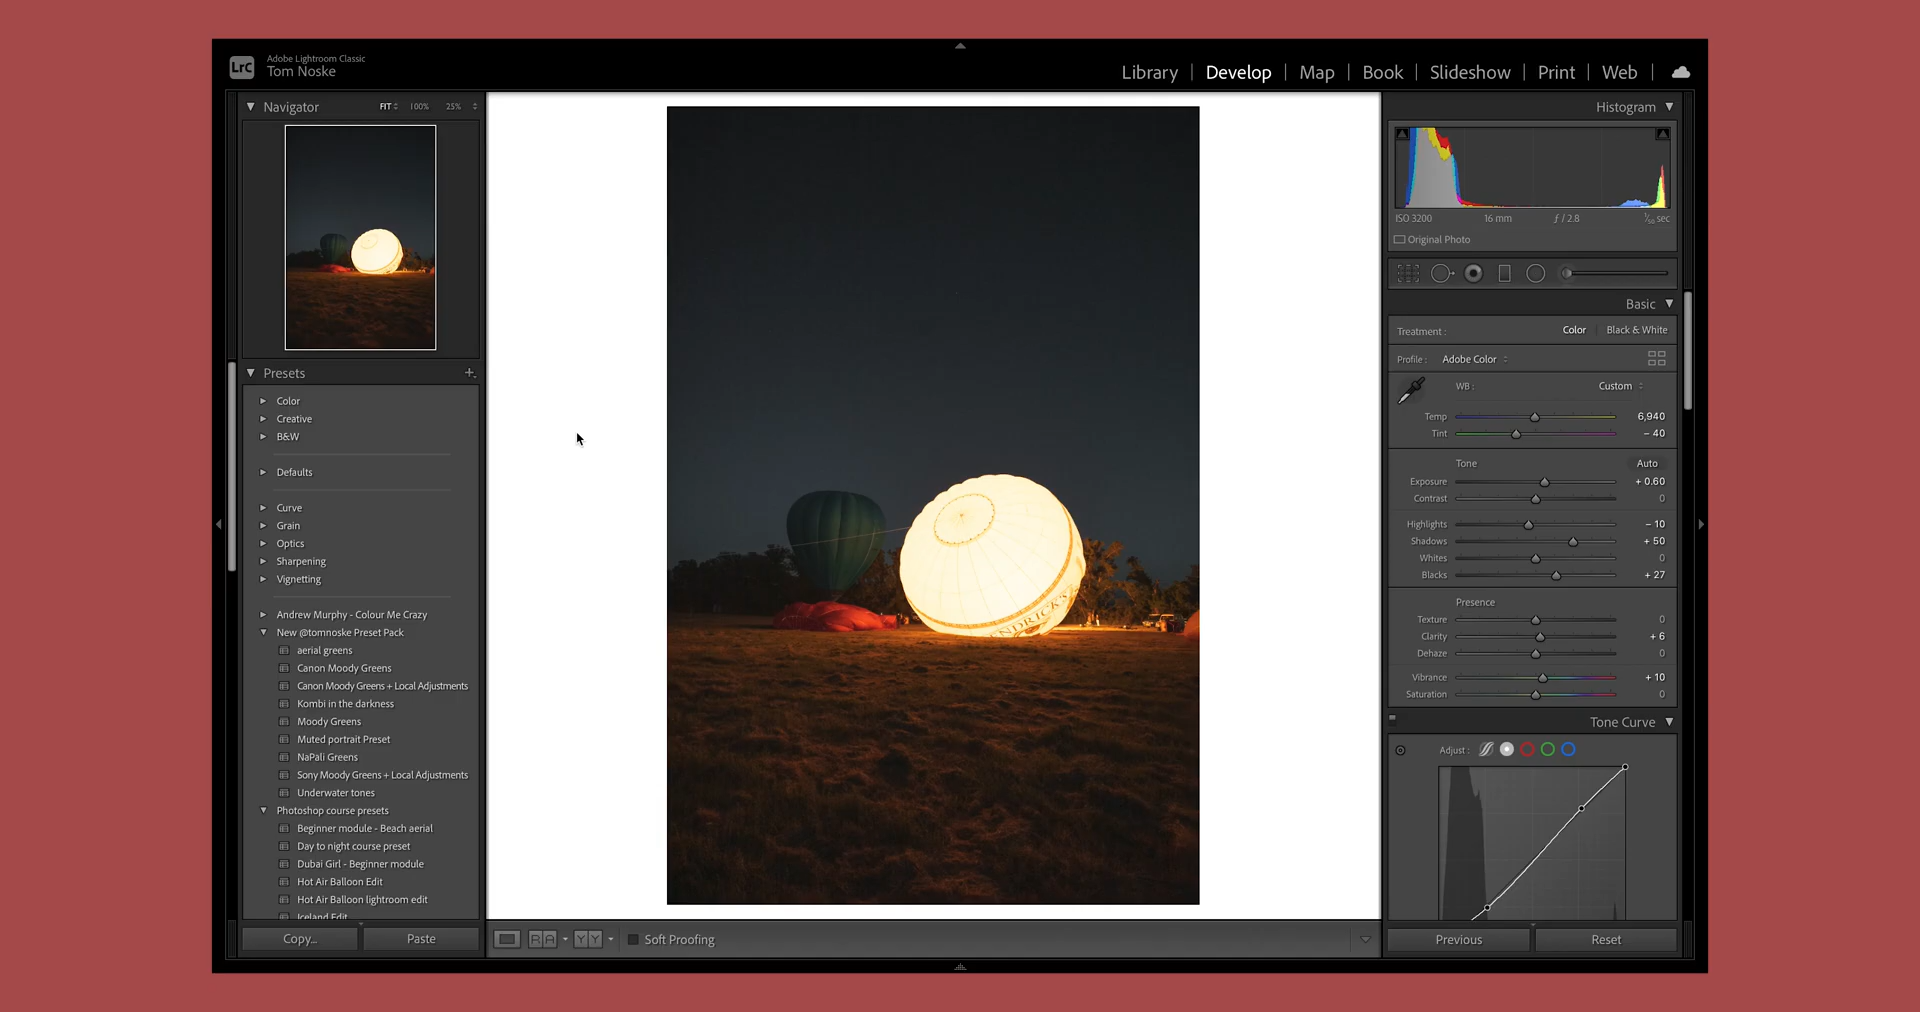 Adobe Lightroom Classic
LrC
Tom Noske
Library | Develop | Map | Book | Slideshow | Print | Web |
Navigator
FIT 100% 25%
Presets
Color
Creative
B&W
Defaults
Curve
Grain
Optics
Sharpening
Vignetting
Andrew Murphy - Colour Me Crazy
New @tomnoske Preset Pack
aerial greens
Canon Moody Greens
Canon Moody Greens + Local Adjustments
Kombi in the darkness
Moody Greens
Muted portrait Preset
NaPali Greens
Sony Moody Greens + Local Adjustments
Underwater tones
Photoshop course presets
Beginner module - Beach aerial
Day to night course preset
Dubai Girl - Beginner module
Hot Air Balloon Edit
Hot Air Balloon lightroom edit
Iceland Edit
Copy...
Paste
NDRICK'S
R A
Y Y
Soft Proofing
Histogram
ISO 3200 16 mm ƒ / 2.8 1/50 sec
Original Photo
Basic
Treatment : Color | Black & White
Profile : Adobe Color
WB : Custom
Temp 6,940
Tint – 40
Tone Auto
Exposure + 0.60
Contrast 0
Highlights – 10
Shadows + 50
Whites 0
Blacks + 27
Presence
Texture 0
Clarity + 6
Dehaze 0
Vibrance + 10
Saturation 0
Tone Curve
Adjust :
Previous
Reset